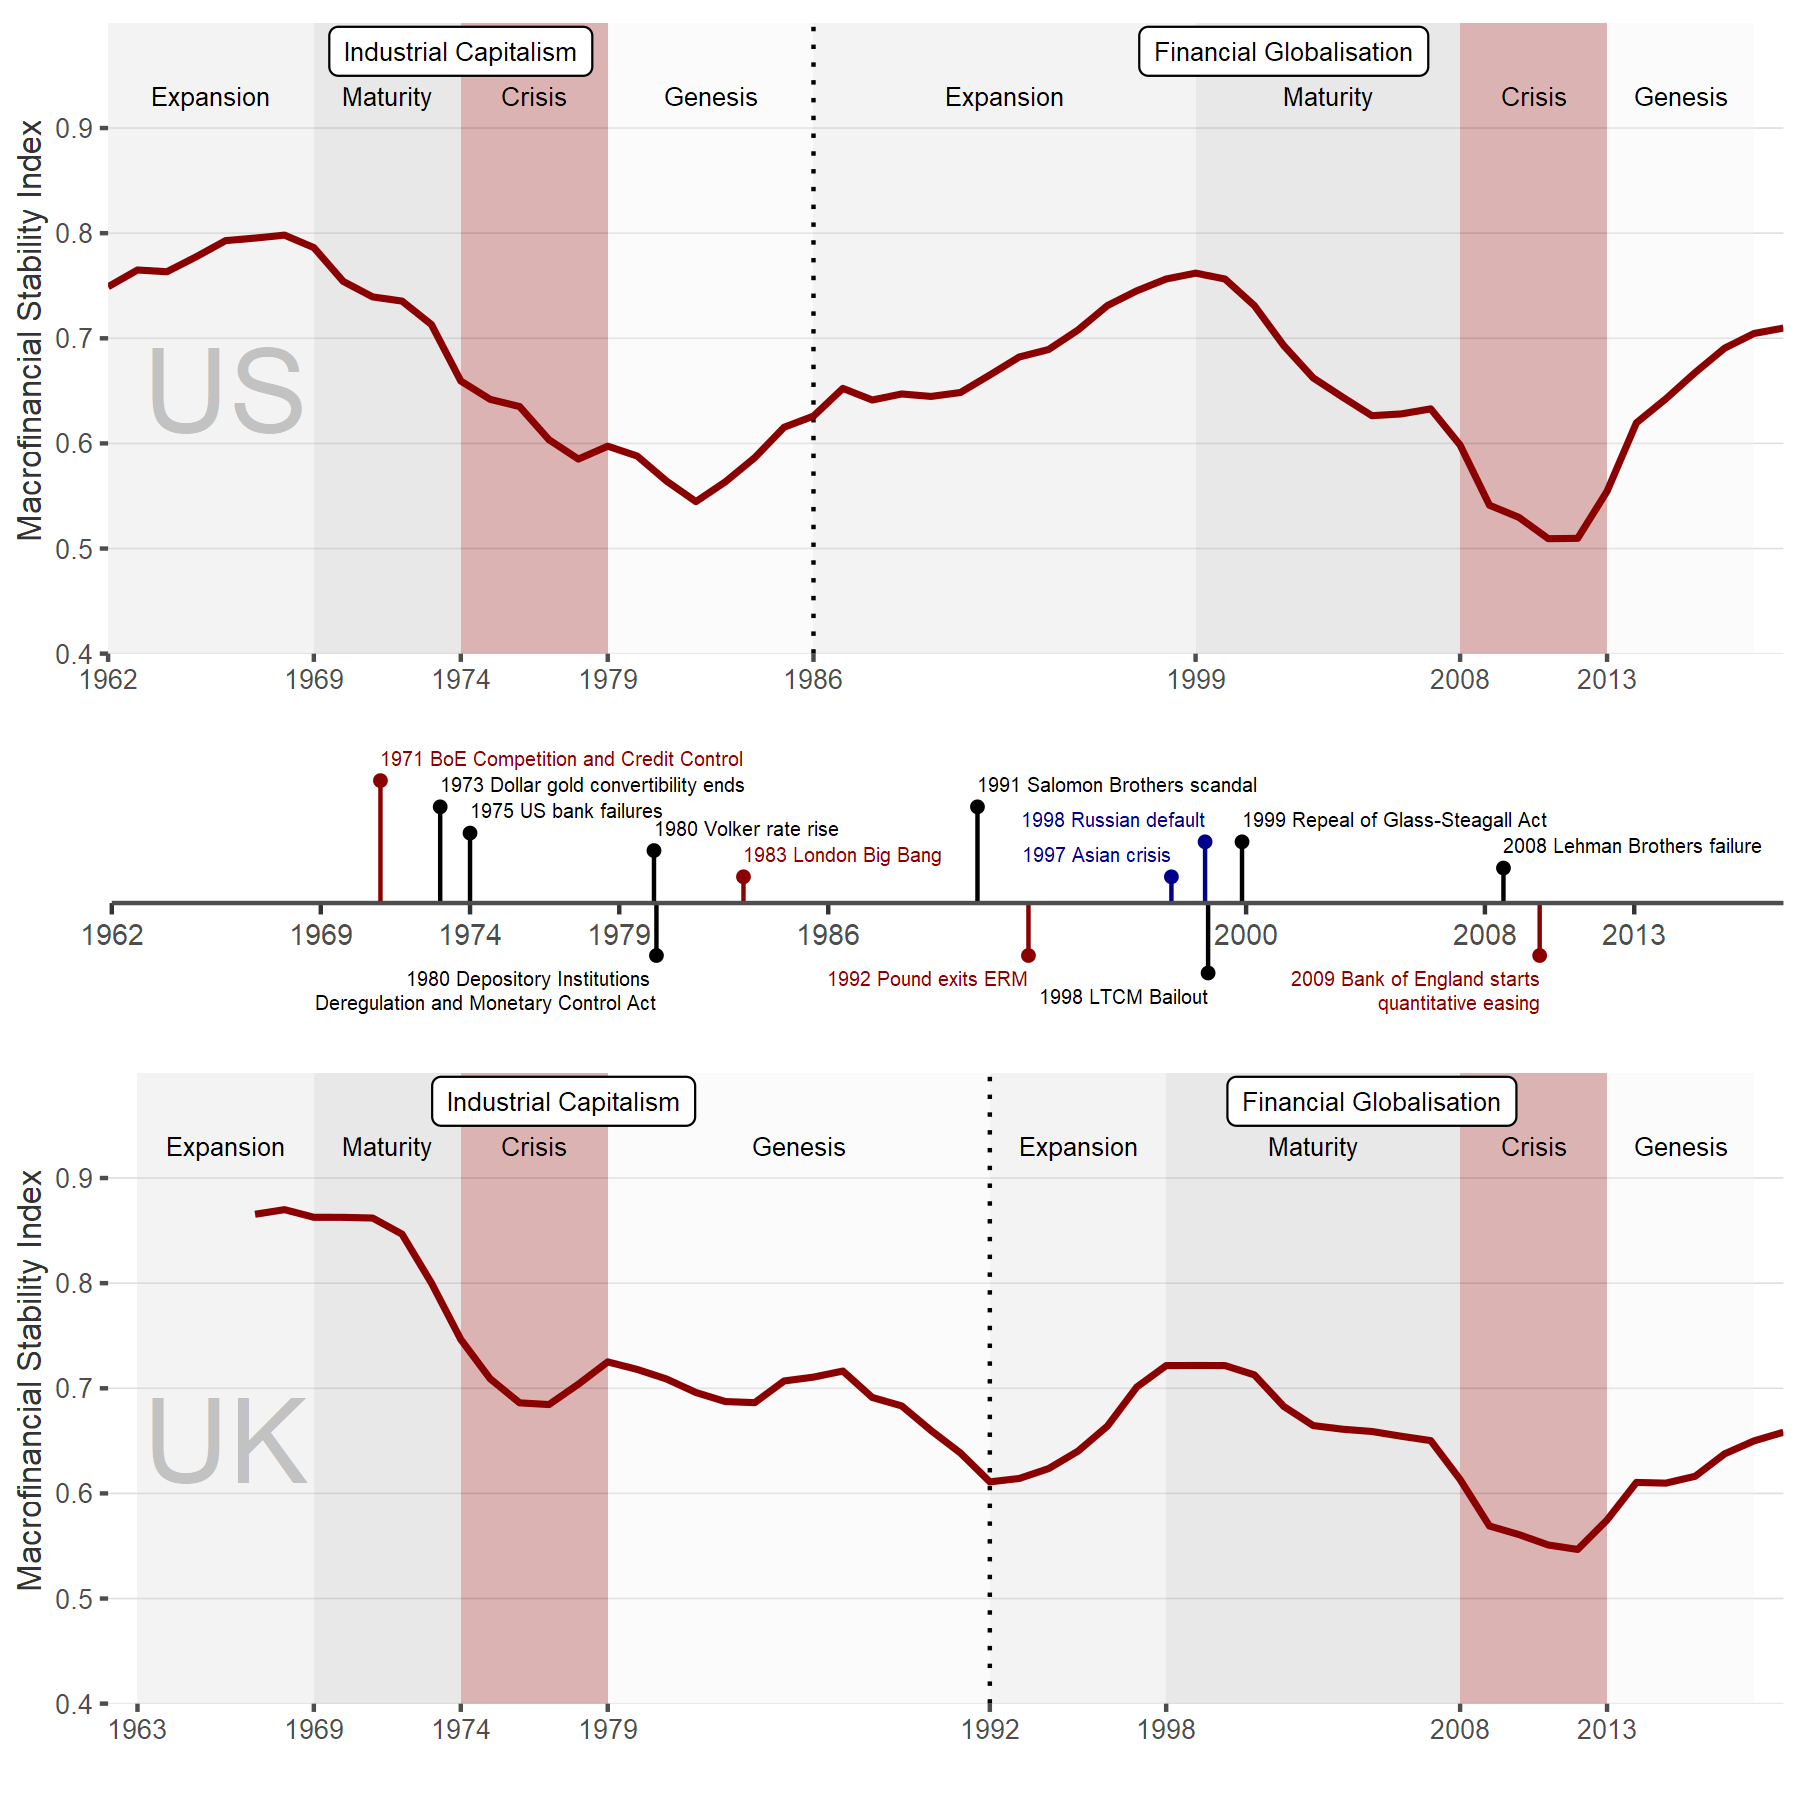 Industrial Capitalism
Financial Globalisation
Expansion
Maturity
Crisis
Genesis
Expansion
Maturity
Crisis
Genesis
Macrofinancial Stability Index
0.9
0.8
0.7
0.6
0.5
0.4
US
1962
1969
1974
1979
1986
1999
2008
2013
1971 BoE Competition and Credit Control
1973 Dollar gold convertibility ends
1975 US bank failures
1980 Volker rate rise
1983 London Big Bang
1991 Salomon Brothers scandal
1998 Russian default
1997 Asian crisis
1999 Repeal of Glass-Steagall Act
2008 Lehman Brothers failure
1962
1969
1974
1979
1986
2000
2008
2013
1980 Depository Institutions
Deregulation and Monetary Control Act
1992 Pound exits ERM
1998 LTCM Bailout
2009 Bank of England starts
quantitative easing
Industrial Capitalism
Financial Globalisation
Expansion
Maturity
Crisis
Genesis
Expansion
Maturity
Crisis
Genesis
Macrofinancial Stability Index
0.9
0.8
0.7
0.6
0.5
0.4
UK
1963
1969
1974
1979
1992
1998
2008
2013